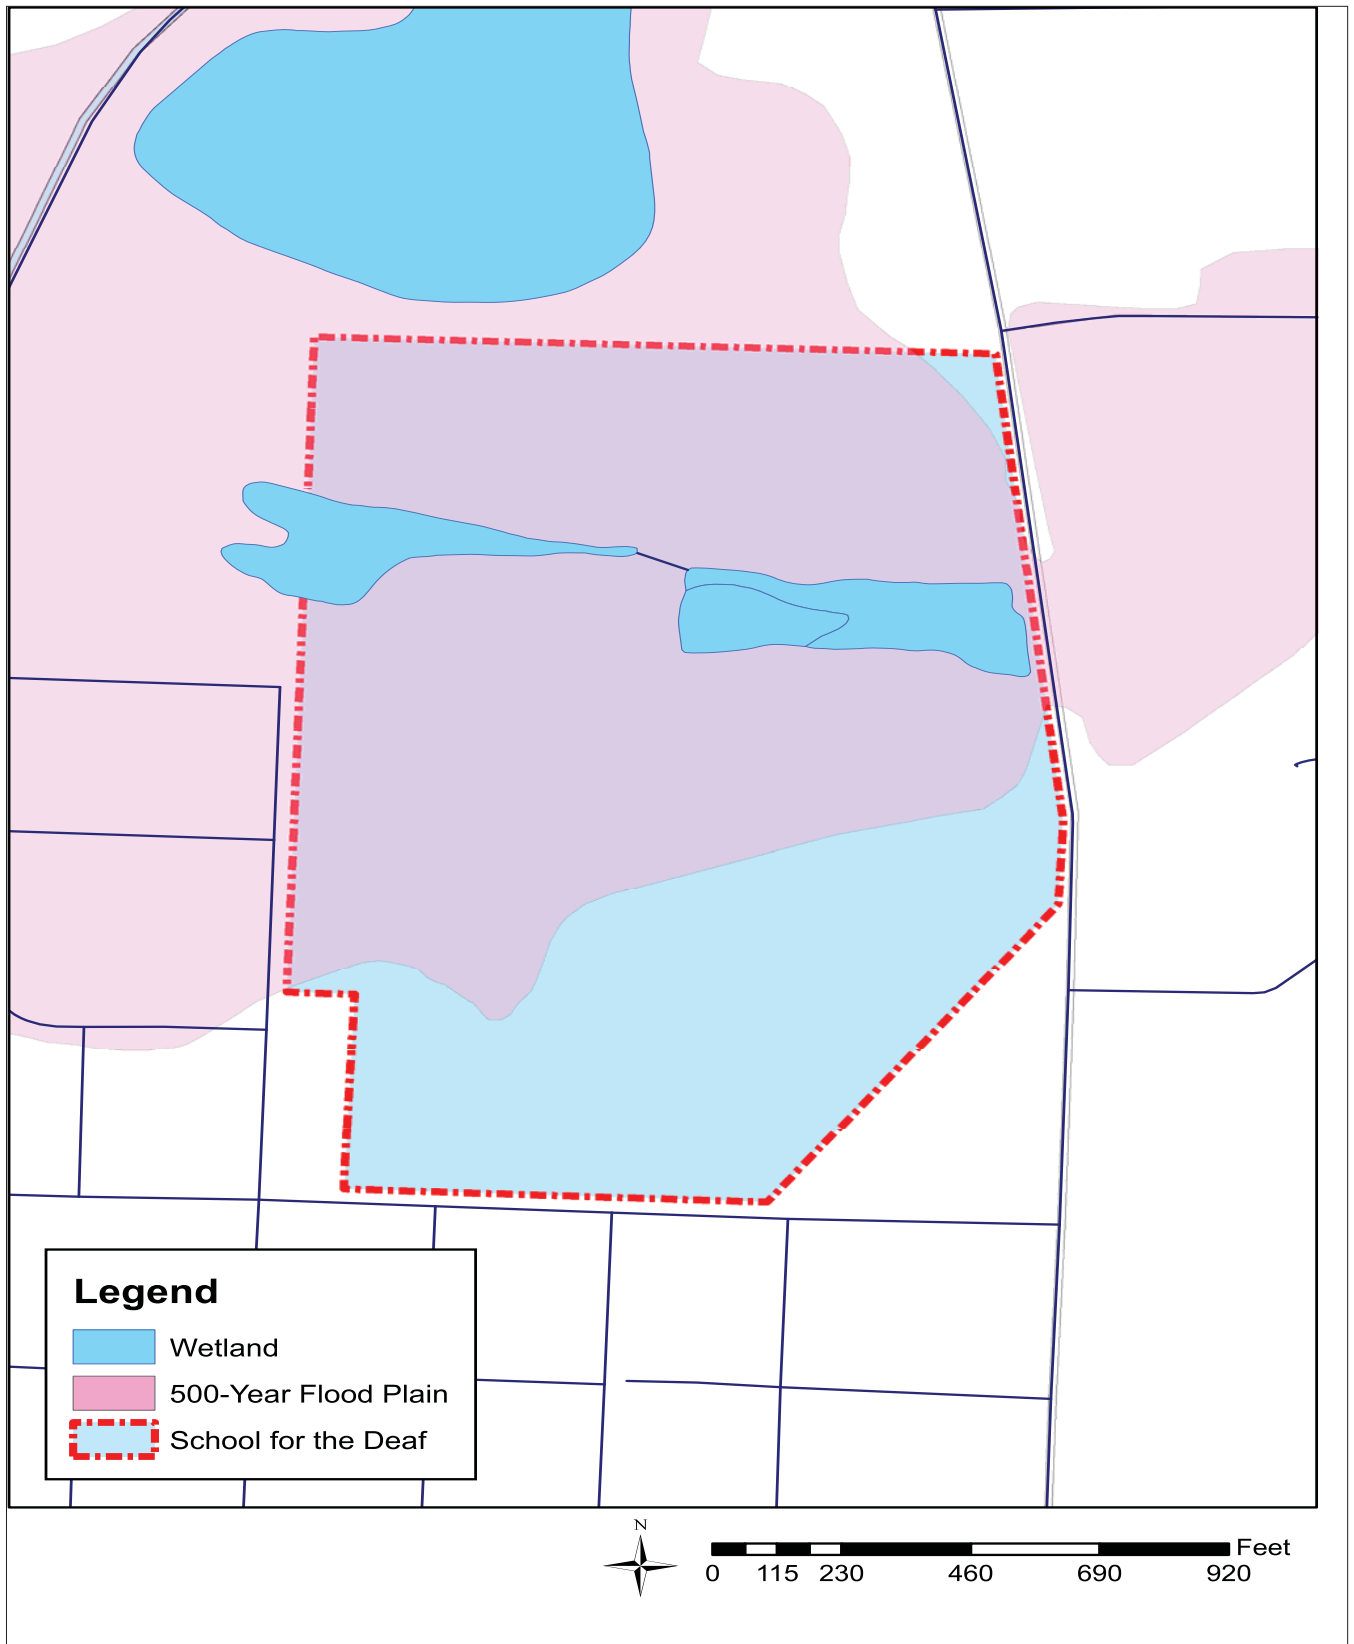 Legend
Wetland
500-Year Flood Plain
School for the Deaf
N
Feet
0 115 230 460 690 920